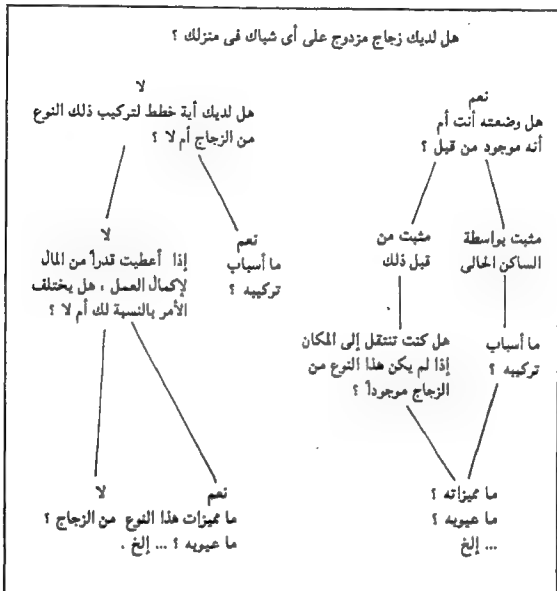 هل لديك زجاج مزدوج على أى شباك فى منزلك ؟
نعم
هل وضعته أنت أم
أنه موجود من قبل ؟
مثبت بواسطة
الساكن الحالى
مثبت من
قبل ذلك
ما أسباب
تركيبه ؟
هل كنت تنتقل إلى المكان
إذا لم يكن هذا النوع من
الزجاج موجوداً ؟
ما مميزاته ؟
ما عيوبه ؟
... إلخ
لا
هل لديك أية خطط لتركيب ذلك النوع
من الزجاج أم لا ؟
نعم
ما أسباب
تركيبه ؟
لا
إذا أعطيت قدراً من المال
لإكمال العمل ، هل يختلف
الأمر بالنسبة لك أم لا ؟
نعم
لا
ما مميزات هذا النوع من الزجاج ؟
ما عيوبه ؟ ... إلخ .